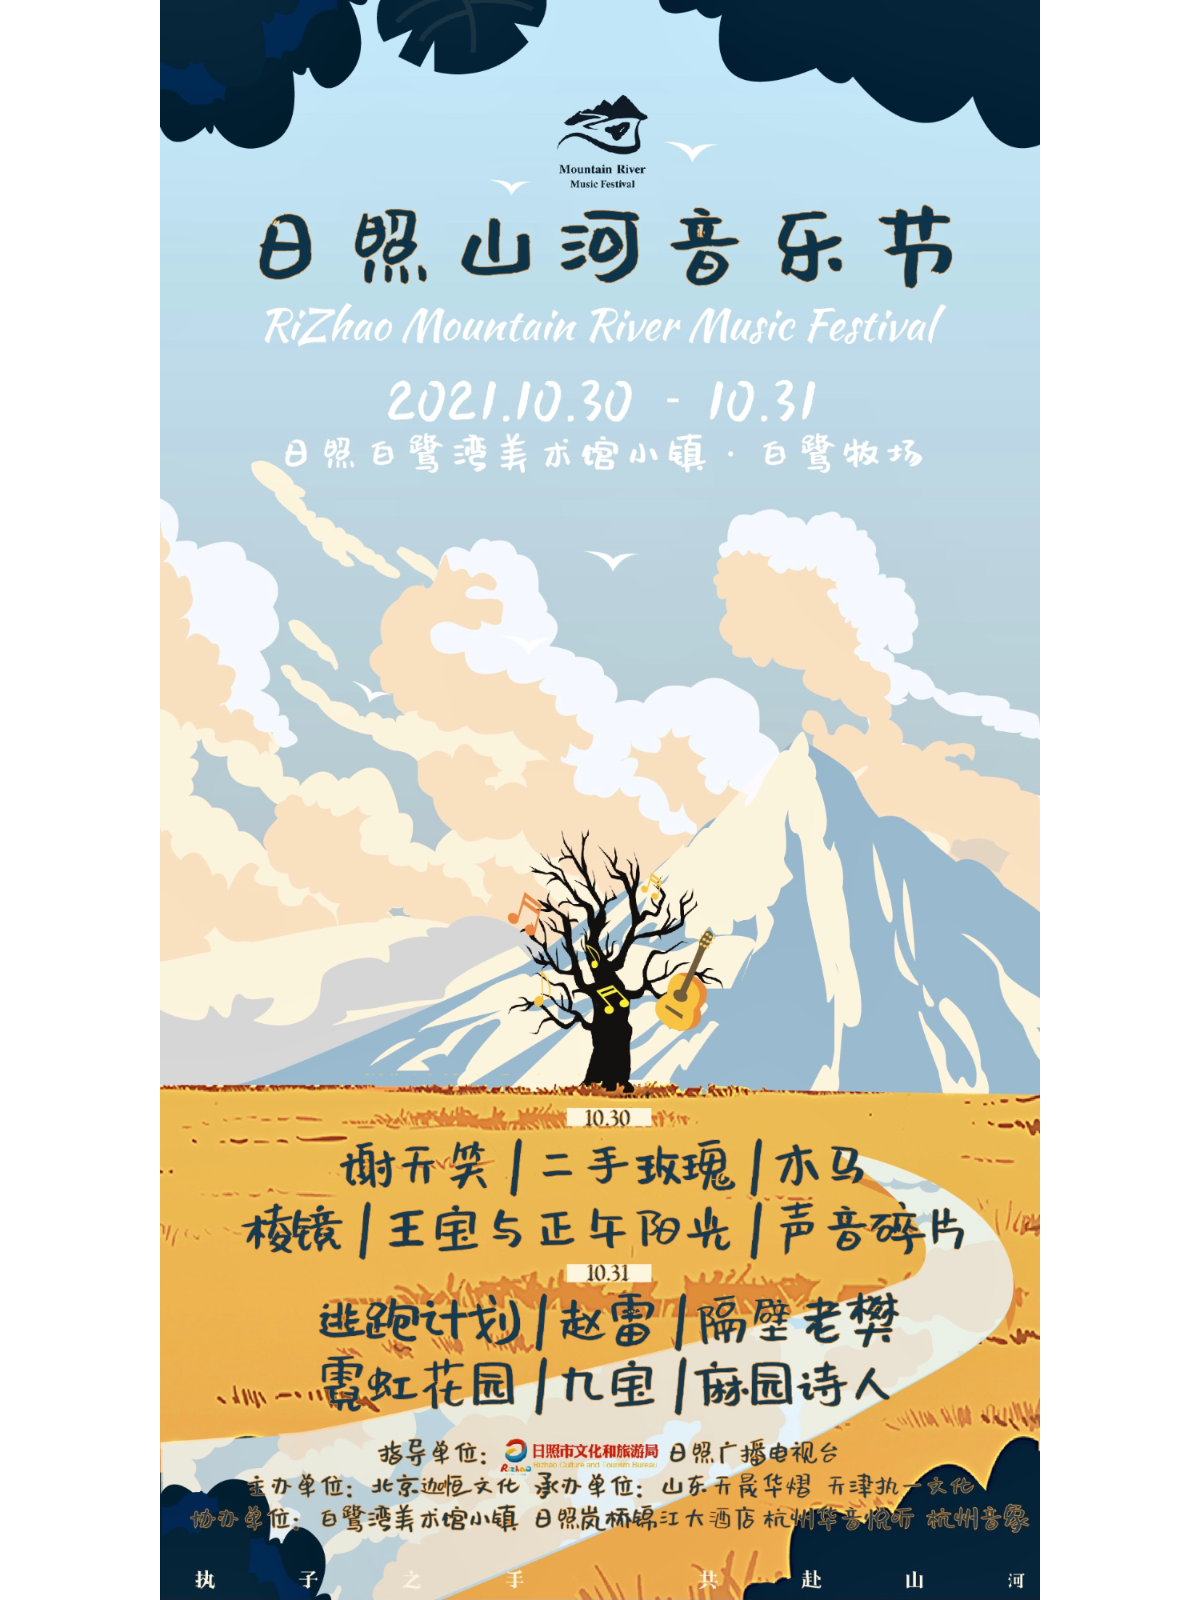 Mountain River
Music Festival
日照山河音乐节
RiZhao Mountain River Music Festival
2021.10.30 - 10.31
日照白鹭湾美术馆小镇·白鹭牧场
10.30
谢天笑|二手玫瑰|木马
棱镜|王宝与正午阳光|声音碎片
10.31
逃跑计划|赵雷|隔壁老樊
霓虹花园|九宝|麻园诗人
指导单位: Rizhao 日照市文化和旅游局 Rizhao Culture and Tourism Bureau 日照广播电视台
主办单位: 北京迦恒文化 承办单位: 山东天晟华熠 天津执一文化
协办单位: 白鹭湾美术馆小镇 日照岚桥锦江大酒店 杭州华音悦听 杭州音象
执子之手 共赴山河